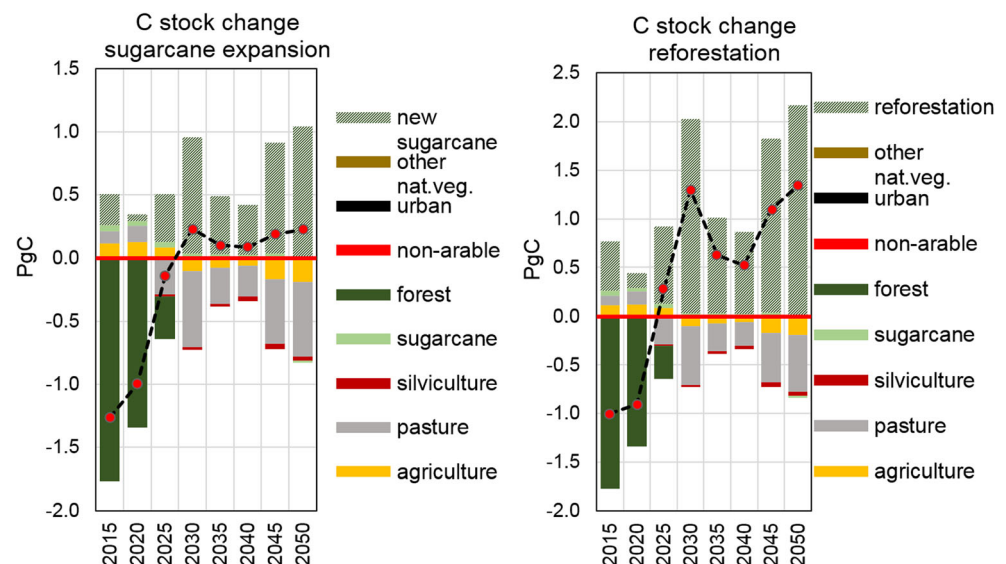 C stock change
sugarcane expansion
1.5
1.0
0.5
0.0
-0.5
-1.0
-1.5
-2.0
PgC
2015
2020
2025
2030
2035
2040
2045
2050
new
sugarcane
other
nat.veg.
urban
non-arable
forest
sugarcane
silviculture
pasture
agriculture
C stock change
reforestation
2.5
2.0
1.5
1.0
0.5
0.0
-0.5
-1.0
-1.5
-2.0
PgC
2015
2020
2025
2030
2035
2040
2045
2050
reforestation
other
nat.veg.
urban
non-arable
forest
sugarcane
silviculture
pasture
agriculture